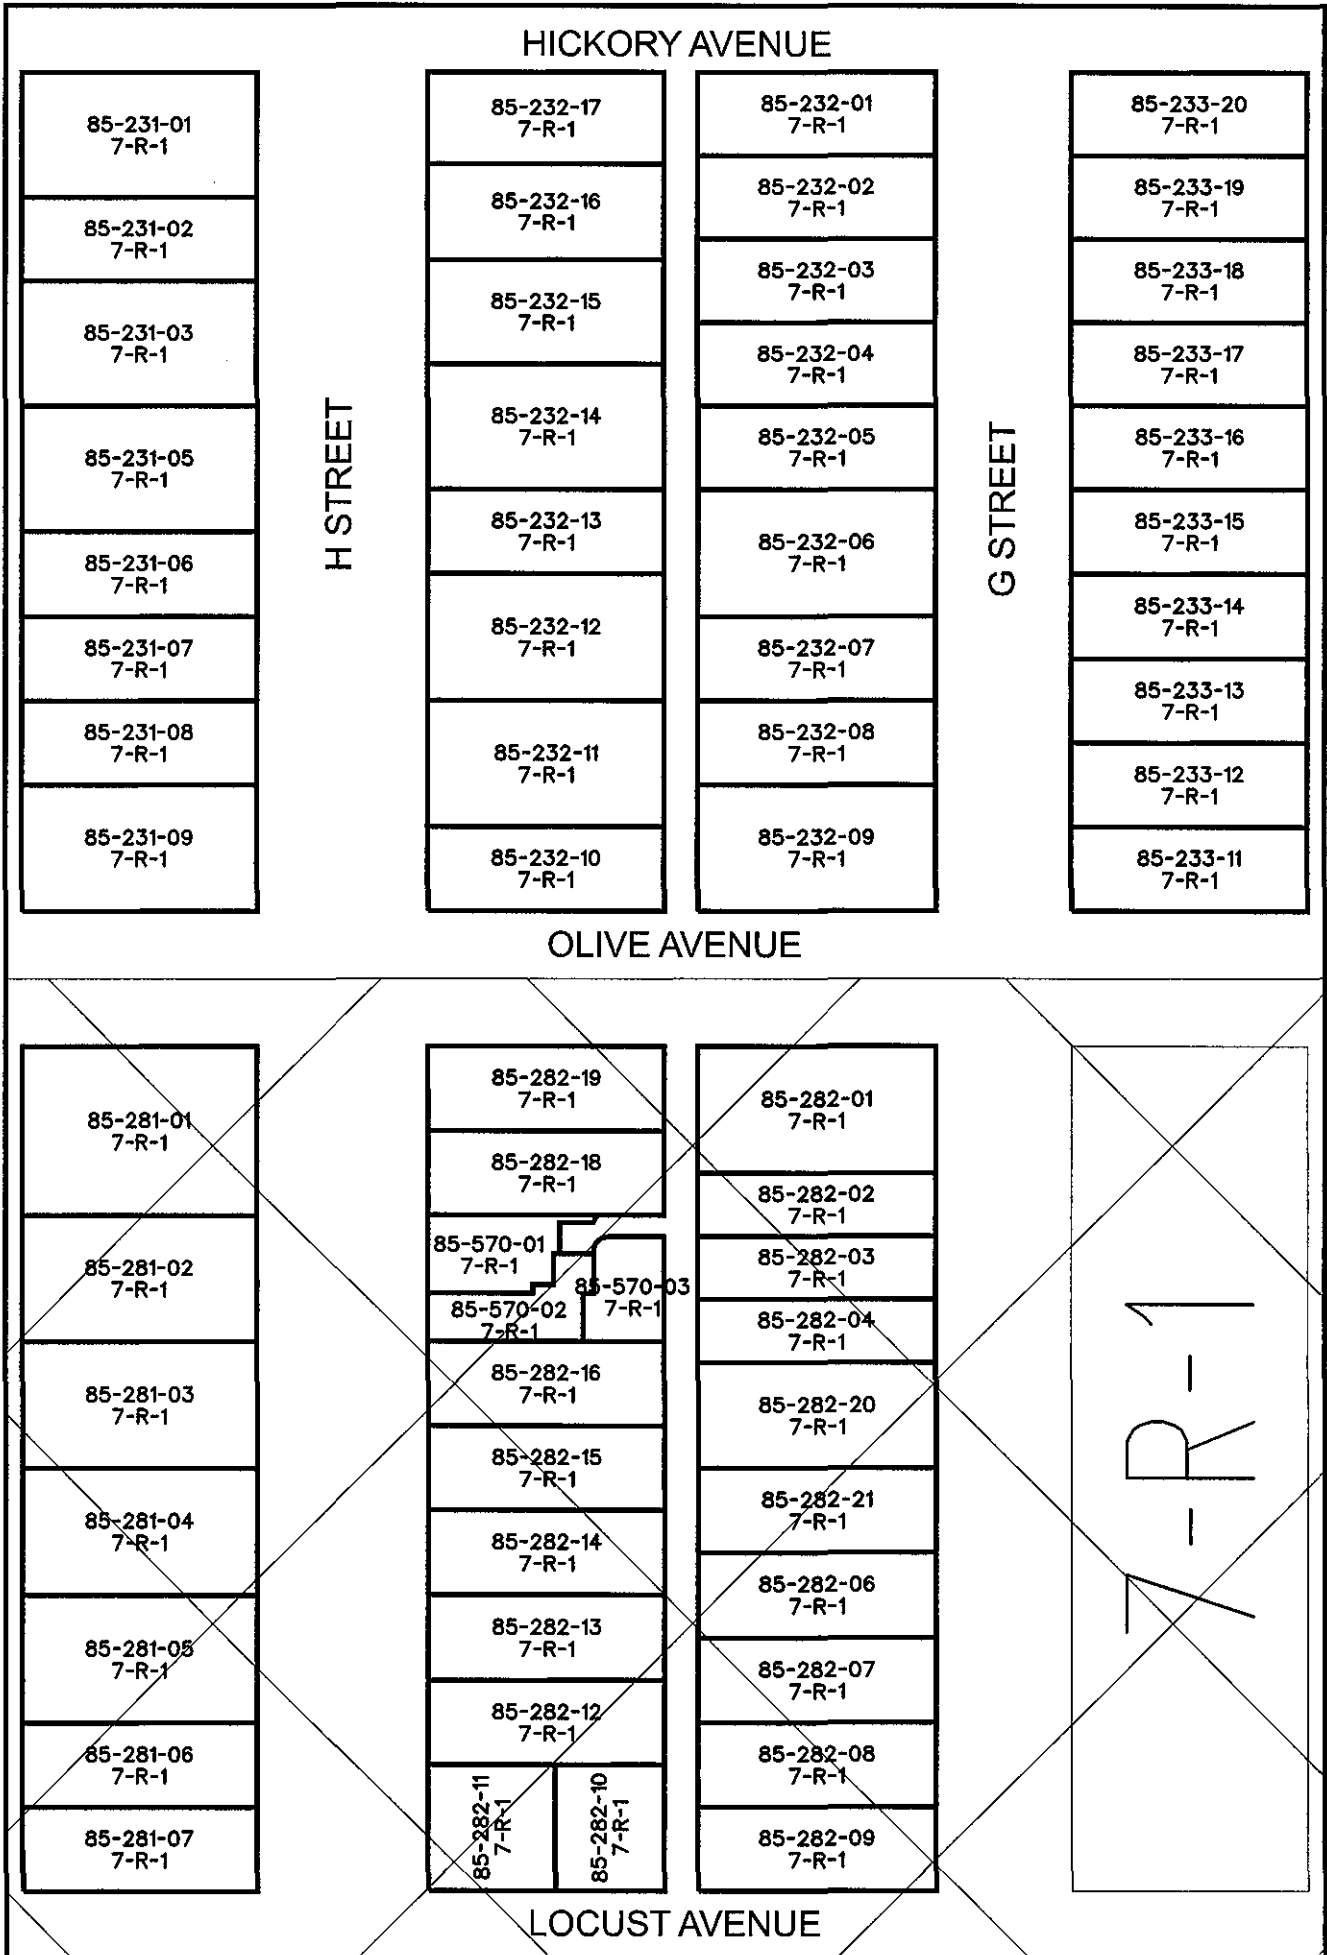 HICKORY AVENUE
85-231-01
7-R-1
85-231-02
7-R-1
85-231-03
7-R-1
85-231-05
7-R-1
85-231-06
7-R-1
85-231-07
7-R-1
85-231-08
7-R-1
85-231-09
7-R-1
H STREET
85-232-17
7-R-1
85-232-16
7-R-1
85-232-15
7-R-1
85-232-14
7-R-1
85-232-13
7-R-1
85-232-12
7-R-1
85-232-11
7-R-1
85-232-10
7-R-1
85-232-01
7-R-1
85-232-02
7-R-1
85-232-03
7-R-1
85-232-04
7-R-1
85-232-05
7-R-1
85-232-06
7-R-1
85-232-07
7-R-1
85-232-08
7-R-1
85-232-09
7-R-1
G STREET
85-233-20
7-R-1
85-233-19
7-R-1
85-233-18
7-R-1
85-233-17
7-R-1
85-233-16
7-R-1
85-233-15
7-R-1
85-233-14
7-R-1
85-233-13
7-R-1
85-233-12
7-R-1
85-233-11
7-R-1
OLIVE AVENUE
85-281-01
7-R-1
85-281-02
7-R-1
85-281-03
7-R-1
85-281-04
7-R-1
85-281-05
7-R-1
85-281-06
7-R-1
85-281-07
7-R-1
85-282-19
7-R-1
85-282-18
7-R-1
85-570-01
7-R-1
85-570-03
7-R-1
85-570-02
7-R-1
85-282-16
7-R-1
85-282-15
7-R-1
85-282-14
7-R-1
85-282-13
7-R-1
85-282-12
7-R-1
85-282-11
7-R-1
85-282-10
7-R-1
85-282-01
7-R-1
85-282-02
7-R-1
85-282-03
7-R-1
85-282-04
7-R-1
85-282-20
7-R-1
85-282-21
7-R-1
85-282-06
7-R-1
85-282-07
7-R-1
85-282-08
7-R-1
85-282-09
7-R-1
7-R-1
LOCUST AVENUE